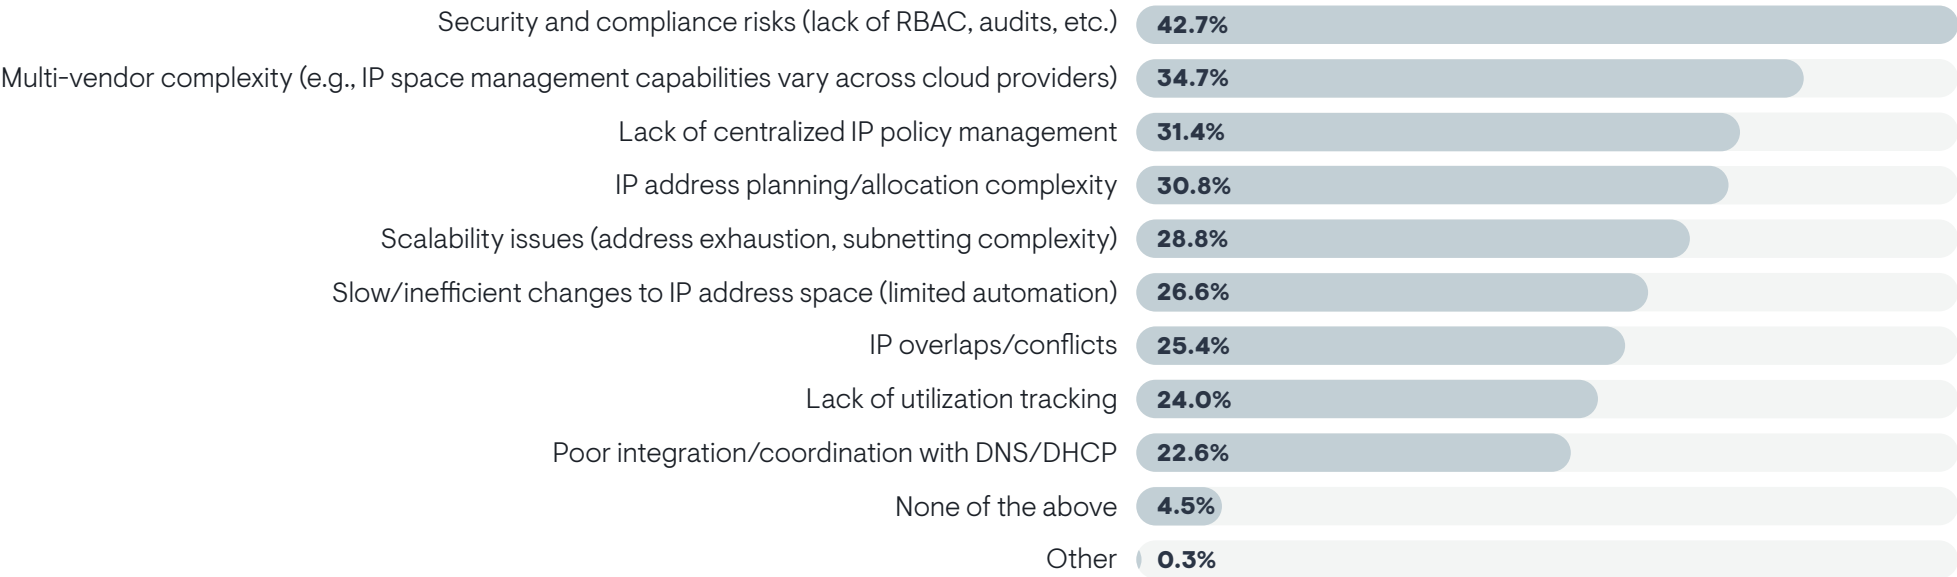 Security and compliance risks (lack of RBAC, audits, etc.) 42.7%
Multi-vendor complexity (e.g., IP space management capabilities vary across cloud providers) 34.7%
Lack of centralized IP policy management 31.4%
IP address planning/allocation complexity 30.8%
Scalability issues (address exhaustion, subnetting complexity) 28.8%
Slow/inefficient changes to IP address space (limited automation) 26.6%
IP overlaps/conflicts 25.4%
Lack of utilization tracking 24.0%
Poor integration/coordination with DNS/DHCP 22.6%
None of the above 4.5%
Other 0.3%